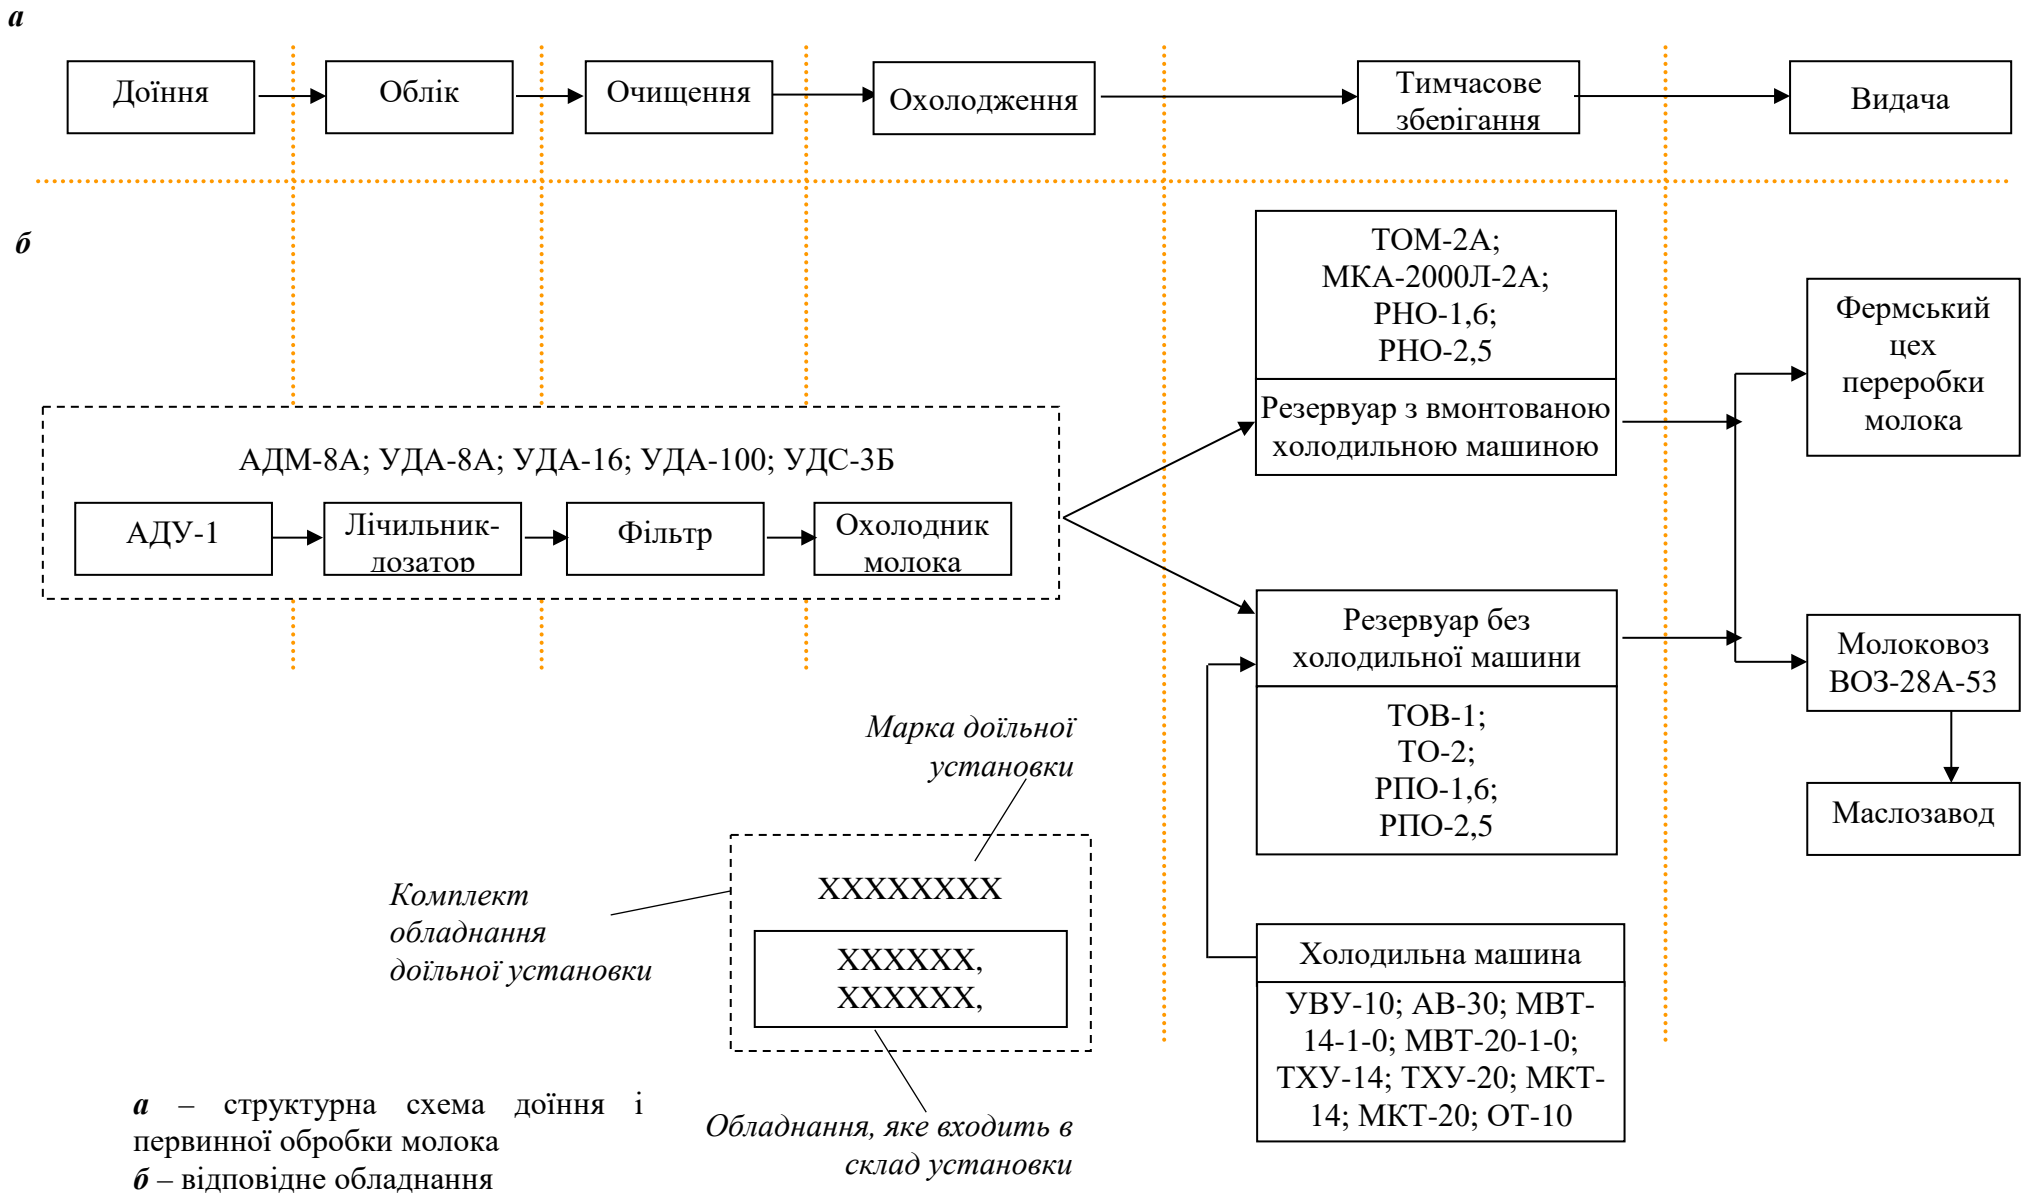 а
Доїння
Облік
Очищення
Охолодження
Тимчасове
зберігання
Видача
б
АДМ-8А; УДА-8А; УДА-16; УДА-100; УДС-3Б
АДУ-1
Лічильник-
дозатор
Фільтр
Охолодник
молока
ТОМ-2А;
МКА-2000Л-2А;
РНО-1,6;
РНО-2,5
Резервуар з вмонтованою
холодильною машиною
Резервуар без
холодильної машини
ТОВ-1;
ТО-2;
РПО-1,6;
РПО-2,5
Холодильна машина
УВУ-10; АВ-30; МВТ-
14-1-0; МВТ-20-1-0;
ТХУ-14; ТХУ-20; МКТ-
14; МКТ-20; ОТ-10
Фермський
цех
переробки
молока
Молоковоз
ВОЗ-28А-53
Маслозавод
Марка доїльної
установки
Комплект
обладнання
доїльної установки
ХХХХХХХХ
ХХХХХХ,
ХХХХХХ,
Обладнання, яке входить в
склад установки
а – структурна схема доїння і
первинної обробки молока
б – відповідне обладнання